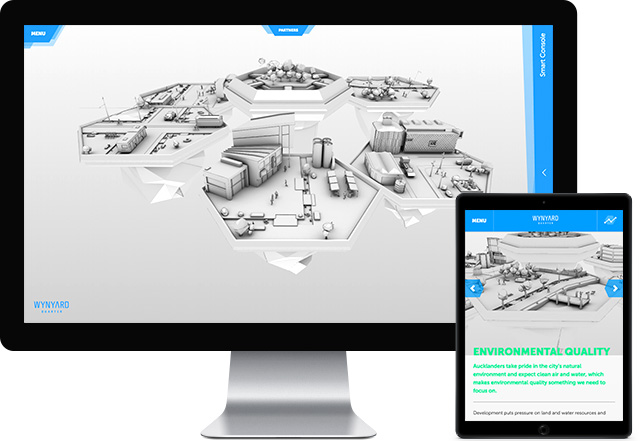 MENU
PARTNERS
Smart Console
WYNYARD
QUARTER
MENU
WYNYARD
QUARTER
ENVIRONMENTAL QUALITY
Aucklanders take pride in the city's natural
environment and expect clean air and water, which
makes environmental quality something we need to
focus on.
Development puts pressure on land and water resources and